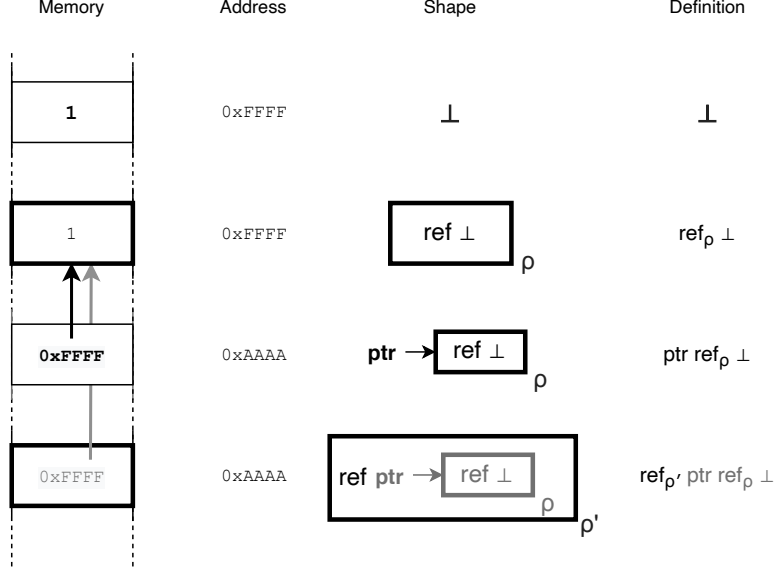 Memory Address Shape Definition
1 0xFFFF ⊥ ⊥
1 0xFFFF ref ⊥ ρ refρ ⊥
0xFFFF 0xAAAA ptr ref ⊥ ρ ptr refρ ⊥
0xFFFF 0xAAAA ref ptr ref ⊥ ρ ρ' refρ' ptr refρ ⊥